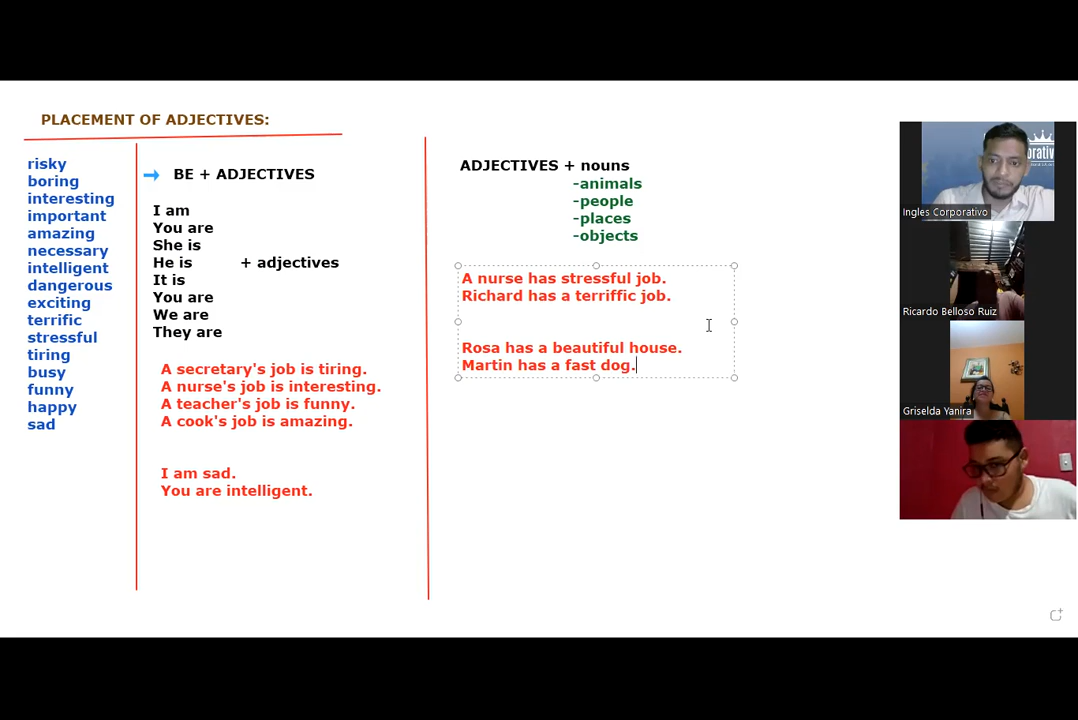 PLACEMENT OF ADJECTIVES:
risky
boring
interesting
important
amazing
necessary
intelligent
dangerous
exciting
terrific
stressful
tiring
busy
funny
happy
sad
BE + ADJECTIVES
I am
You are
She is
He is + adjectives
It is
You are
We are
They are
A secretary's job is tiring.
A nurse's job is interesting.
A teacher's job is funny.
A cook's job is amazing.
I am sad.
You are intelligent.
ADJECTIVES + nouns
-animals
-people
-places
-objects
A nurse has stressful job.
Richard has a terriffic job.
Rosa has a beautiful house.
Martin has a fast dog.
Ingles Corporativo
Ricardo Belloso Ruiz
Griselda Yanira